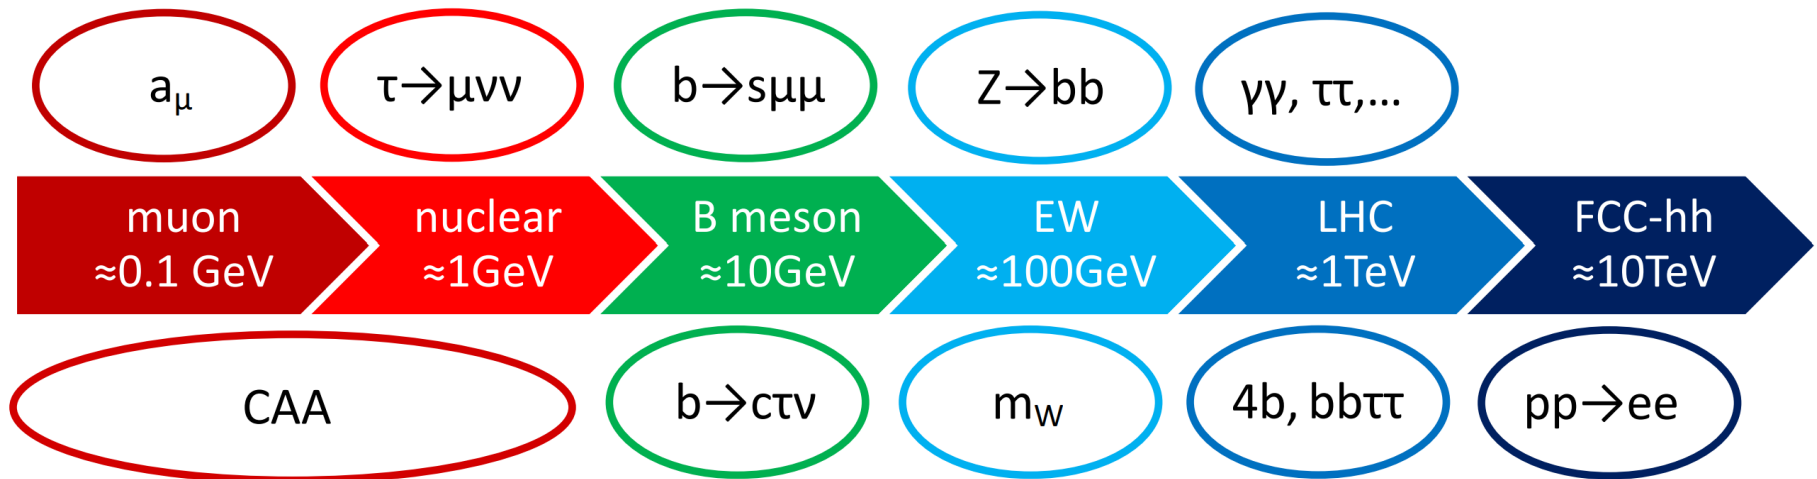 aμ
τ→μνν
b→sμμ
Z→bb
γγ, ττ,...
muon
≈0.1 GeV
nuclear
≈1GeV
B meson
≈10GeV
EW
≈100GeV
LHC
≈1TeV
FCC-hh
≈10TeV
CAA
b→cτν
mW
4b, bbττ
pp→ee